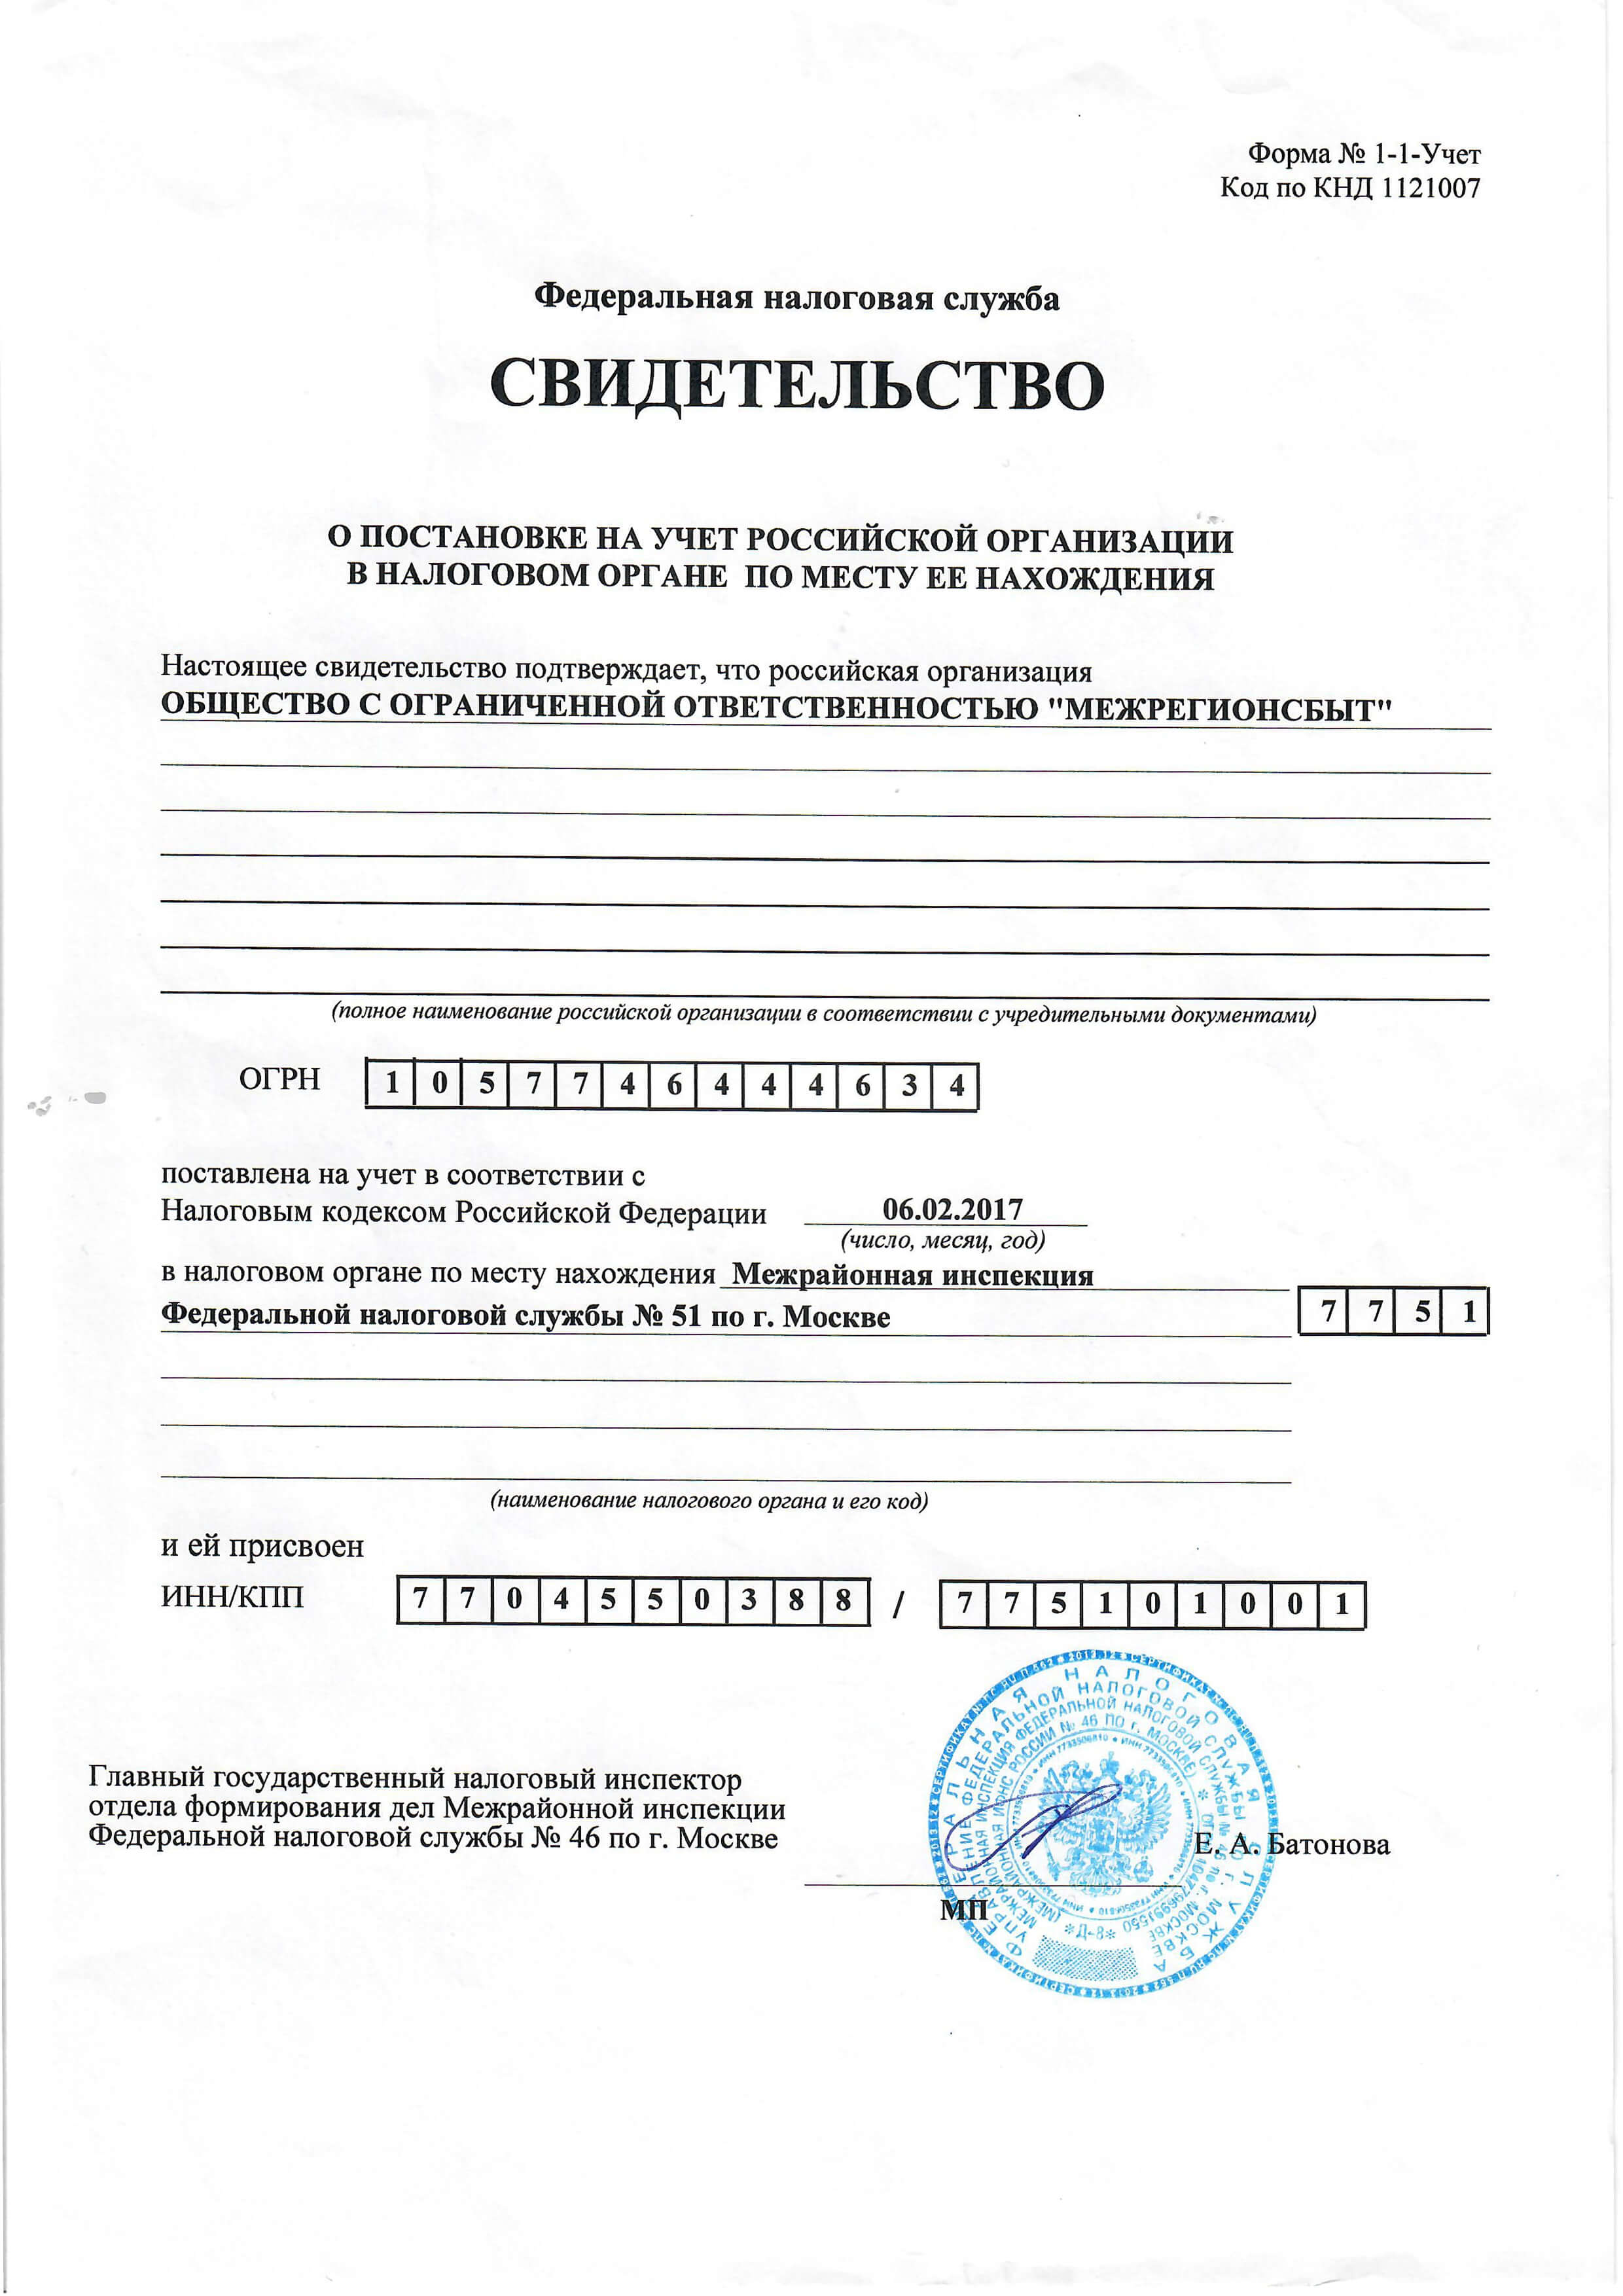 Форма № 1-1-Учет
Код по КНД 1121007
Федеральная налоговая служба
СВИДЕТЕЛЬСТВО
О ПОСТАНОВКЕ НА УЧЕТ РОССИЙСКОЙ ОРГАНИЗАЦИИ
В НАЛОГОВОМ ОРГАНЕ ПО МЕСТУ ЕЕ НАХОЖДЕНИЯ
Настоящее свидетельство подтверждает, что российская организация
ОБЩЕСТВО С ОГРАНИЧЕННОЙ ОТВЕТСТВЕННОСТЬЮ "МЕЖРЕГИОНСБЫТ"
(полное наименование российской организации в соответствии с учредительными документами)
ОГРН 1 0 5 7 7 4 6 4 4 4 6 3 4
поставлена на учет в соответствии с
Налоговым кодексом Российской Федерации 06.02.2017
(число, месяц, год)
в налоговом органе по месту нахождения Межрайонная инспекция
Федеральной налоговой службы № 51 по г. Москве 7 7 5 1
(наименование налогового органа и его код)
и ей присвоен
ИНН/КПП 7 7 0 4 5 5 0 3 8 8 / 7 7 5 1 0 1 0 0 1
Главный государственный налоговый инспектор
отдела формирования дел Межрайонной инспекции
Федеральной налоговой службы № 46 по г. Москве
Е. А. Батонова
МП
ФЕДЕРАЛЬНАЯ НАЛОГОВАЯ СЛУЖБА
УПРАВЛЕНИЕ ФЕДЕРАЛЬНОЙ НАЛОГОВОЙ СЛУЖБЫ ПО Г. МОСКВЕ
МЕЖРАЙОННАЯ ИНСПЕКЦИЯ ФЕДЕРАЛЬНОЙ НАЛОГОВОЙ СЛУЖБЫ № 46 ПО Г. МОСКВЕ
*Д-8*